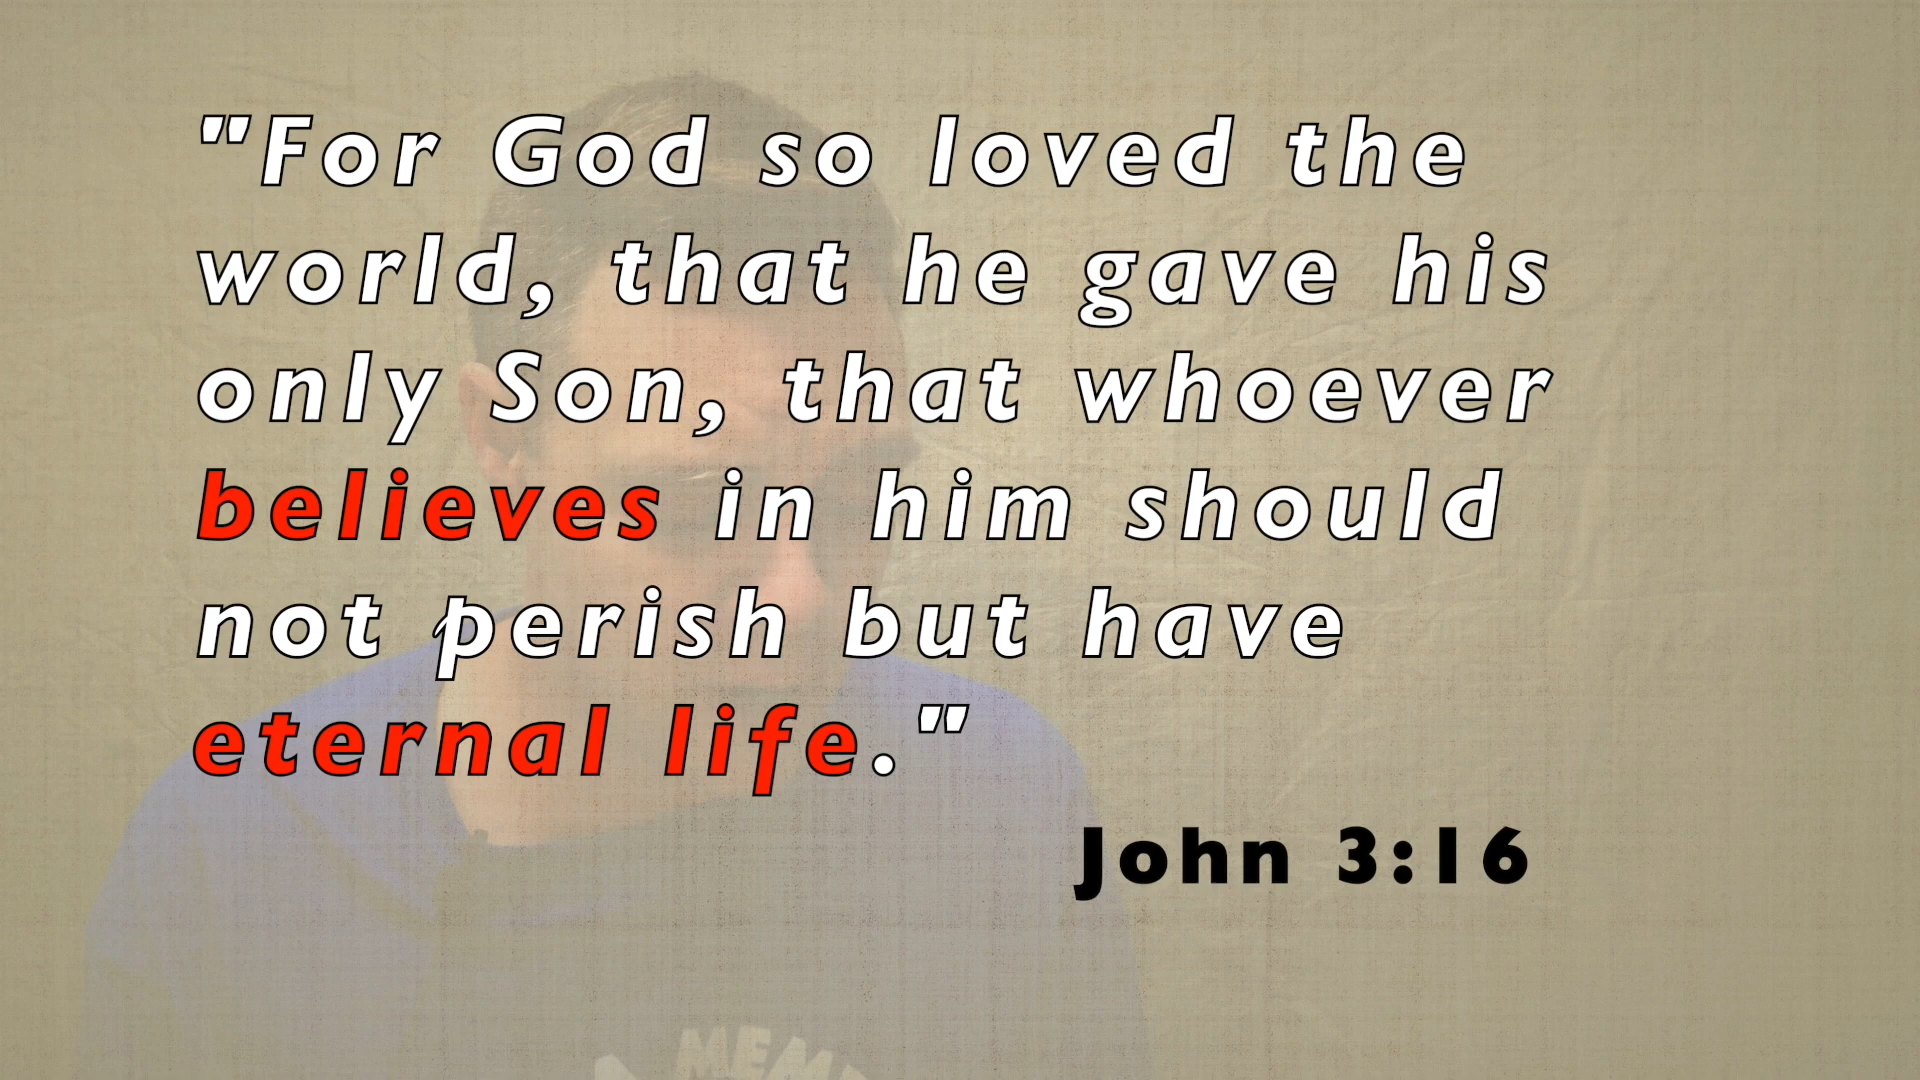 "For God so loved the
world, that he gave his
only Son, that whoever
believes in him should
not perish but have
eternal life."
John 3:16